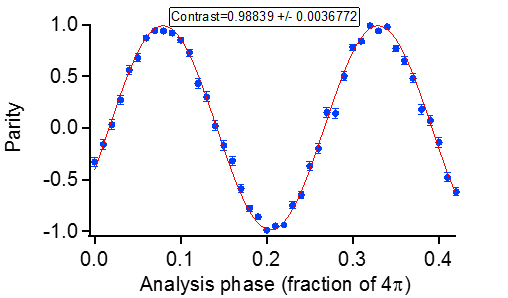 Contrast=0.98839 +/- 0.0036772
Parity
1.0
0.5
0.0
-0.5
-1.0
0.0 0.1 0.2 0.3 0.4
Analysis phase (fraction of 4π)